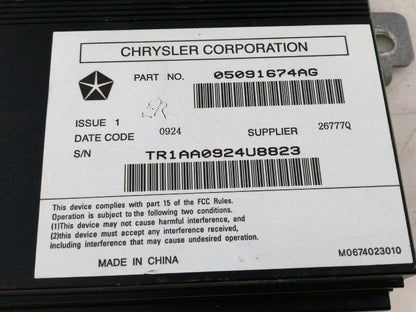 CHRYSLER CORPORATION
PART NO. 05091674AG
ISSUE 1
DATE CODE 0924 SUPPLIER 26777Q
S/N TR1AA0924U8823
This device complies with part 15 of the FCC Rules.
Operation is subject to the following two conditions.
(1)This device may not cause harmful interference, and
(2)this device must accept any interference received,
including interference that may cause undesired operation.
MADE IN CHINA
M0674023010